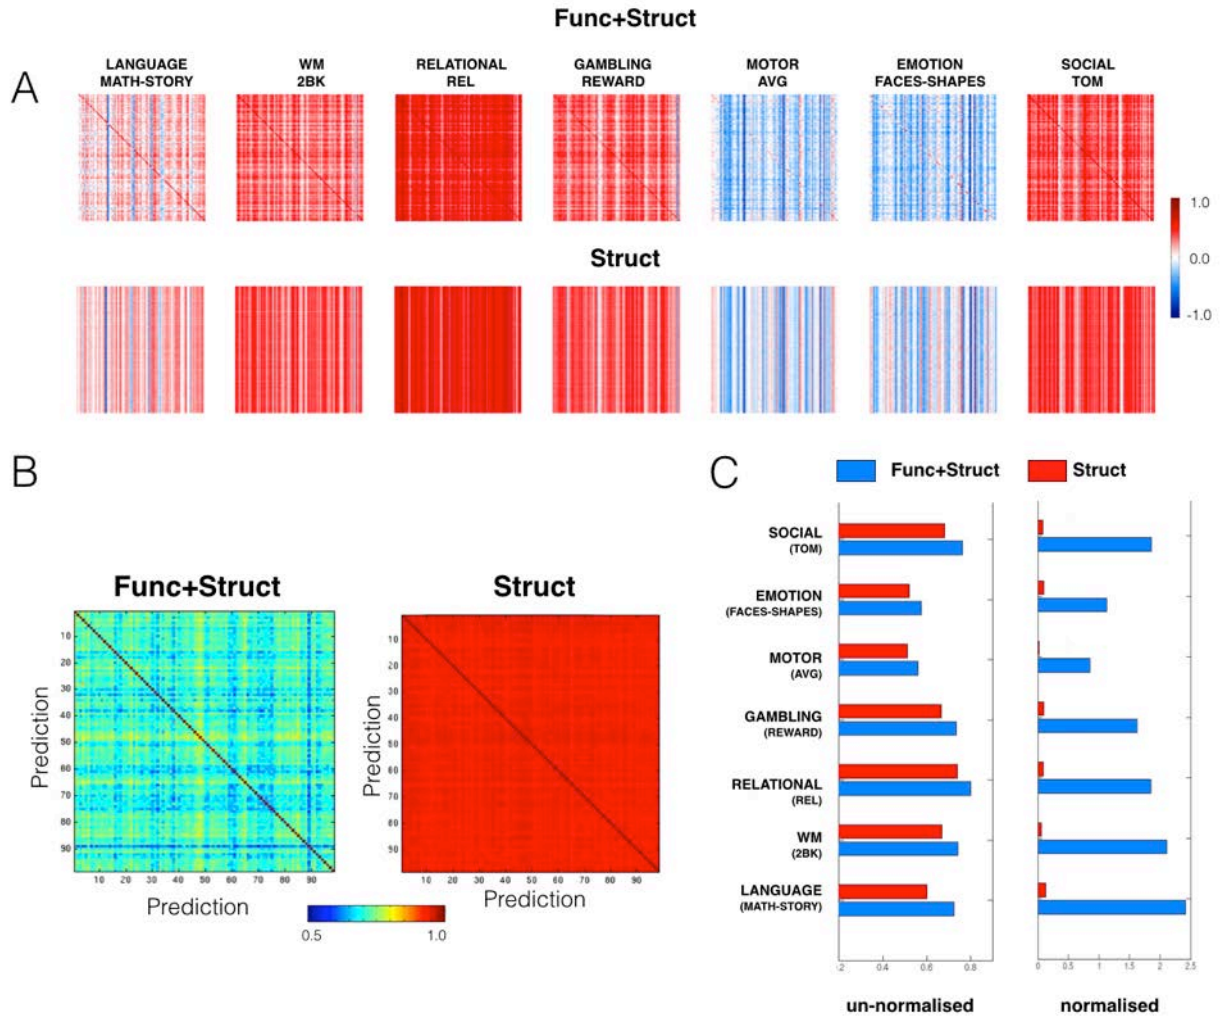 Func+Struct
A
LANGUAGE
MATH-STORY
WM
2BK
RELATIONAL
REL
GAMBLING
REWARD
MOTOR
AVG
EMOTION
FACES-SHAPES
SOCIAL
TOM
1.0
0.0
-1.0
Struct
B
Func+Struct
10
20
30
40
50
60
70
80
90
Prediction
10 20 30 40 50 60 70 80 90
Prediction
Struct
10
20
30
40
50
60
70
80
90
Prediction
10 20 30 40 50 60 70 80 90
Prediction
0.5 1.0
C
Func+Struct
Struct
SOCIAL
(TOM)
EMOTION
(FACES-SHAPES)
MOTOR
(AVG)
GAMBLING
(REWARD)
RELATIONAL
(REL)
WM
(2BK)
LANGUAGE
(MATH-STORY)
.2 0.4 0.6 0.8
un-normalised
0 0.5 1 1.5 2 2.5
normalised